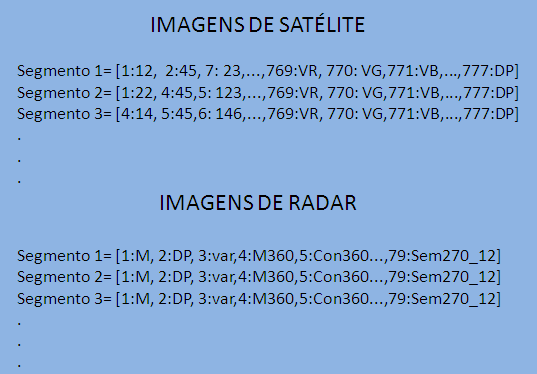 IMAGENS DE SATÉLITE
Segmento 1= [1:12, 2:45, 7: 23,...,769:VR, 770: VG,771:VB,...,777:DP]
Segmento 2= [1:22, 4:45,5: 123,...,769:VR, 770: VG,771:VB,...,777:DP]
Segmento 3= [4:14, 5:45,6: 146,...,769:VR, 770: VG,771:VB,...,777:DP]
.
.
.
IMAGENS DE RADAR
Segmento 1= [1:M, 2:DP, 3:var,4:M360,5:Con360...,79:Sem270_12]
Segmento 2= [1:M, 2:DP, 3:var,4:M360,5:Con360...,79:Sem270_12]
Segmento 3= [1:M, 2:DP, 3:var,4:M360,5:Con360...,79:Sem270_12]
.
.
.